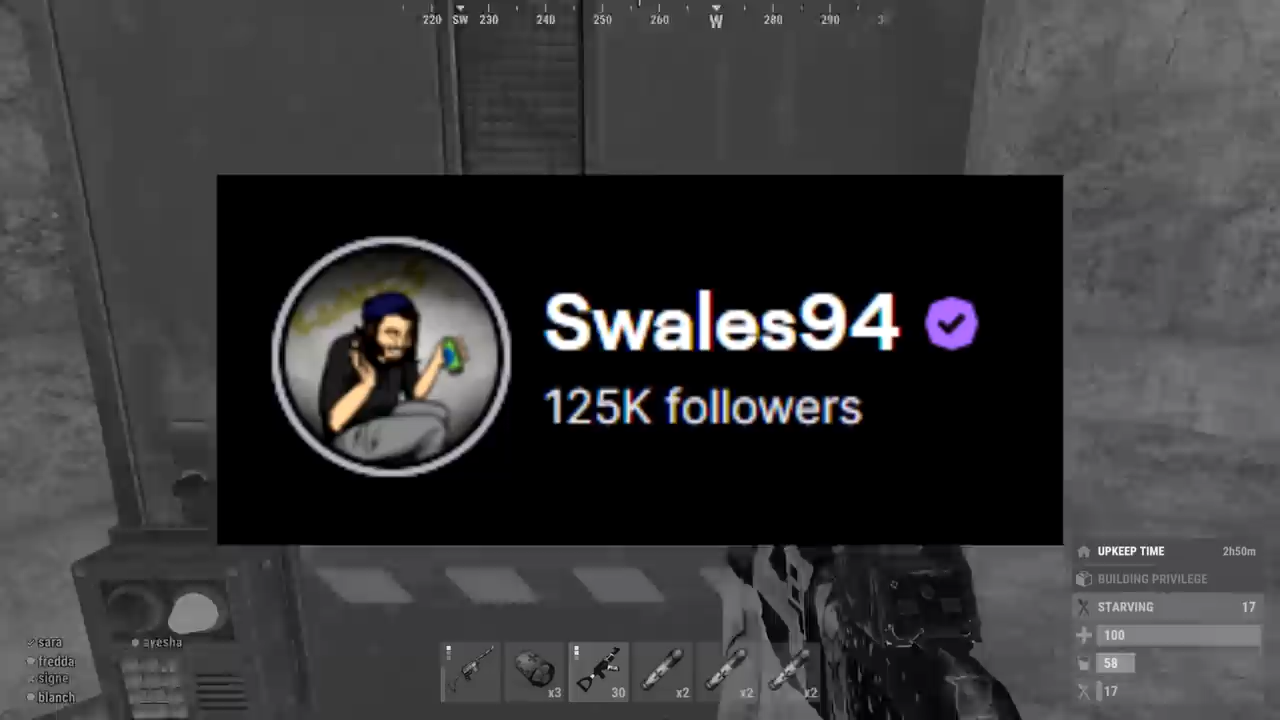 220 SW 230 240 250 260 W 280 290
Swales94
125K followers
UPKEEP TIME 2h50m
BUILDING PRIVILEGE
STARVING 17
100
58
17
sara
fredda
signe
blanch
ayesha
x3 30 x2 x2 x2